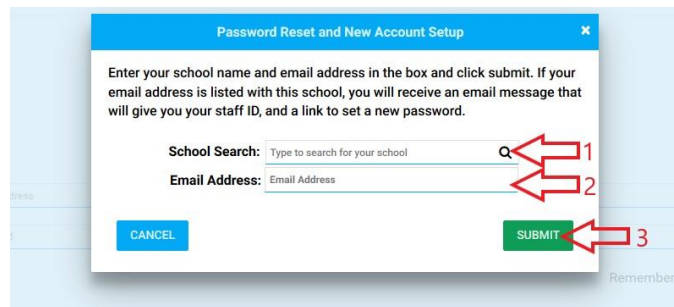 Password Reset and New Account Setup ×
Enter your school name and email address in the box and click submit. If your
email address is listed with this school, you will receive an email message that
will give you your staff ID, and a link to set a new password.
School Search: Type to search for your school 1
Email Address: Email Address 2
CANCEL SUBMIT 3
Remember